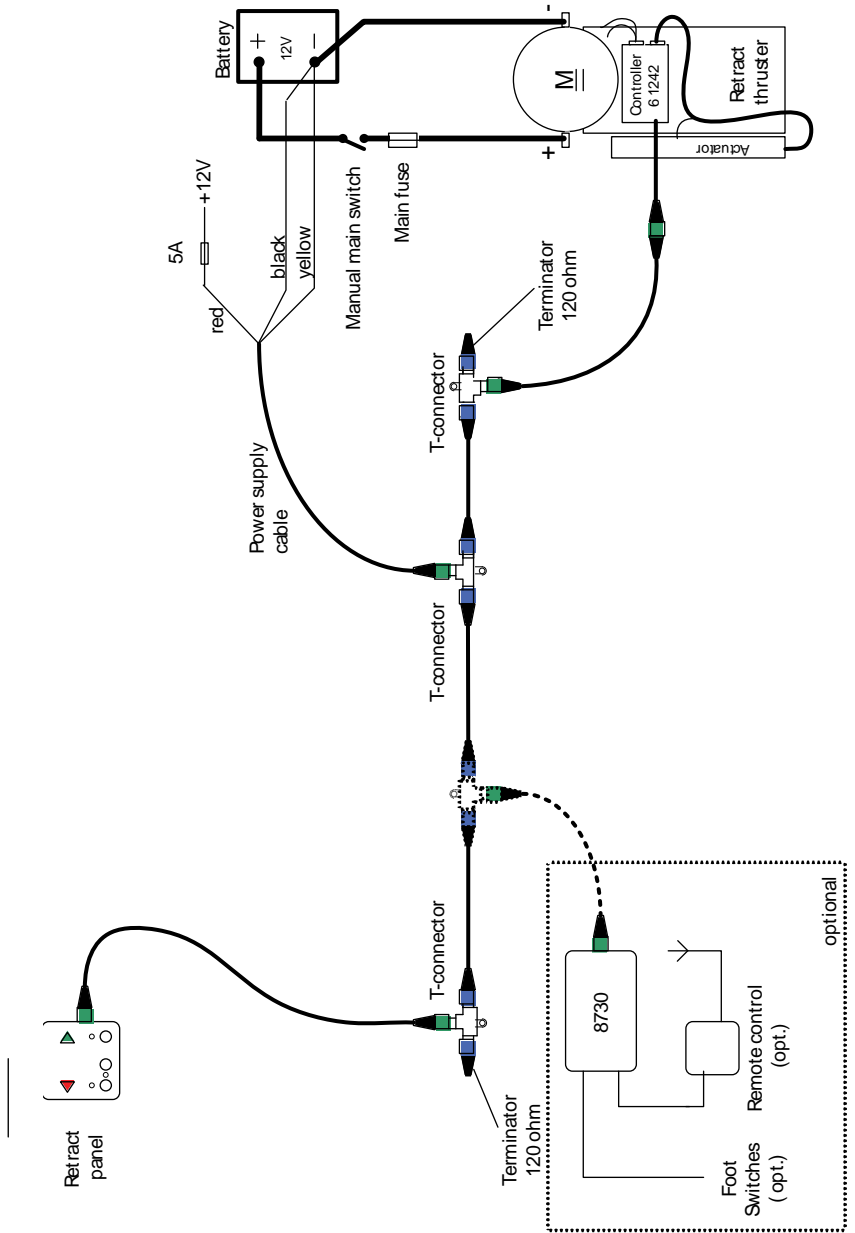 Retract
panel
Terminator
120 ohm
T-connector
T-connector
T-connector
Terminator
120 ohm
Power supply
cable
red
5A
+12V
black
yellow
Battery
+
12V
−
Manual main switch
Main fuse
+
-
M
Controller
6 1242
Retract
thruster
Actuator
8730
Foot
Switches
( opt.)
Remote control
(opt.)
optional